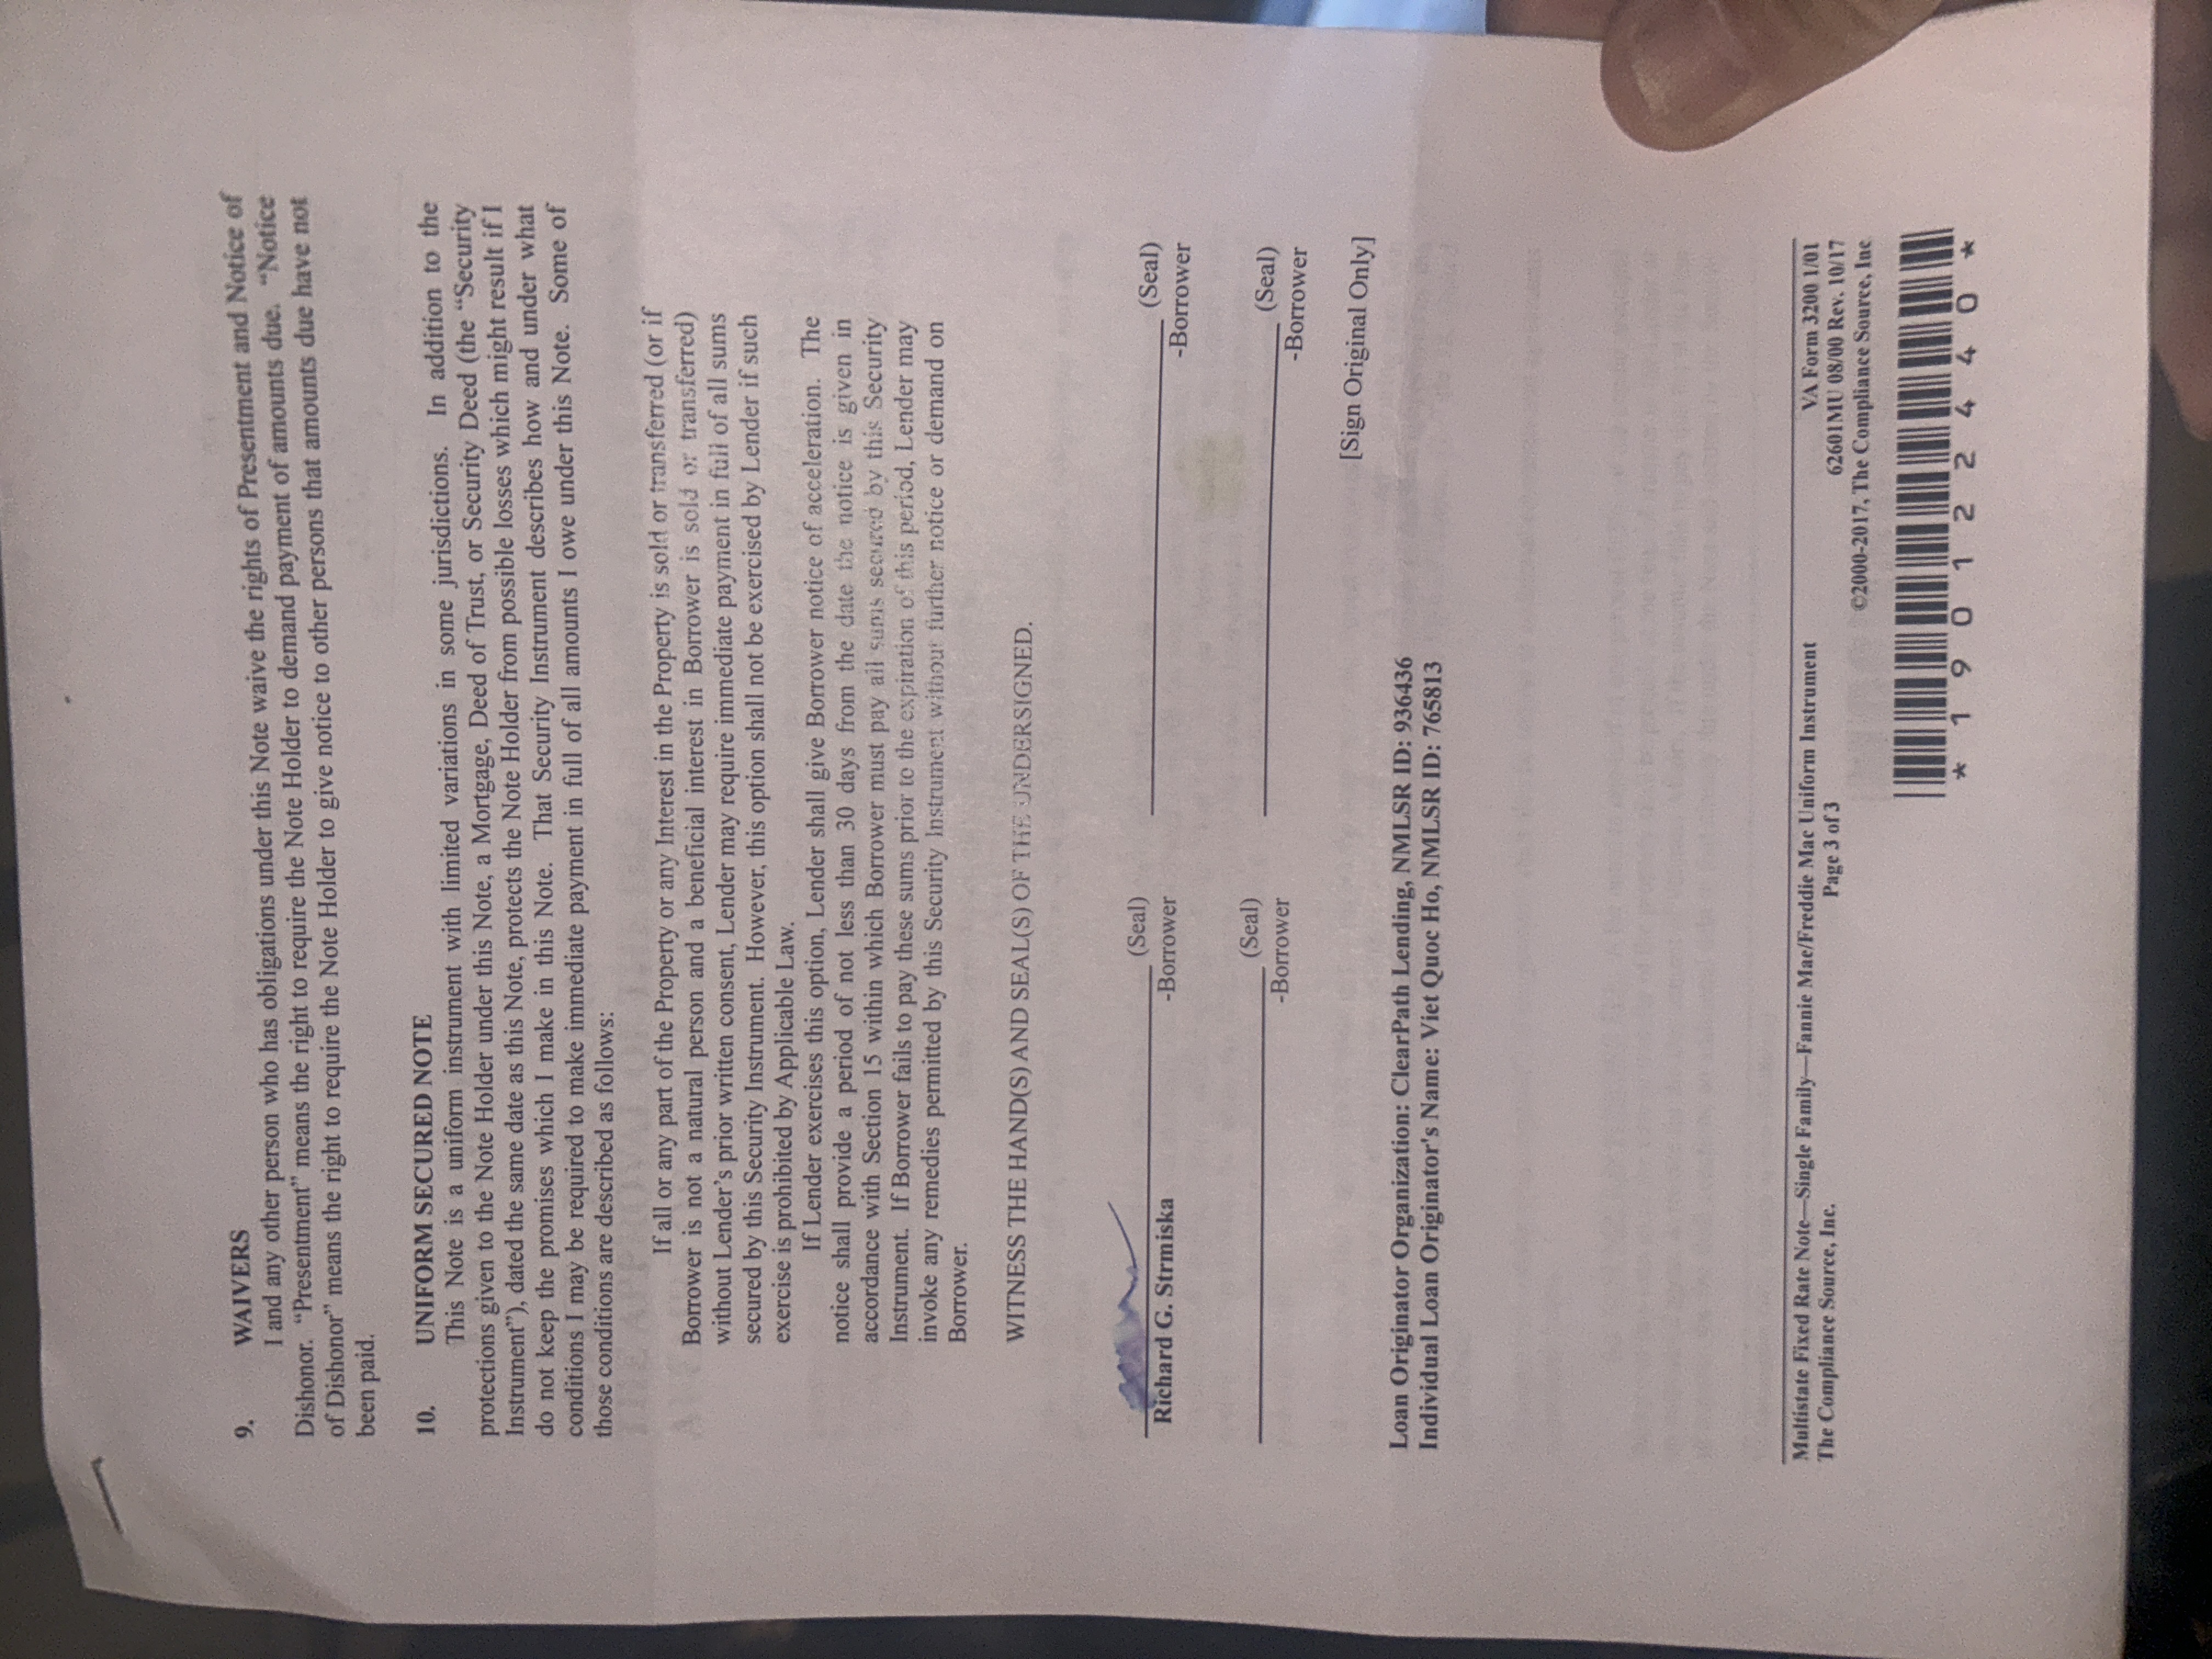 9. WAIVERS
I and any other person who has obligations under this Note waive the rights of Presentment and Notice of
Dishonor. “Presentment” means the right to require the Note Holder to demand payment of amounts due. “Notice
of Dishonor” means the right to require the Note Holder to give notice to other persons that amounts due have not
been paid.
10. UNIFORM SECURED NOTE
This Note is a uniform instrument with limited variations in some jurisdictions. In addition to the
protections given to the Note Holder under this Note, a Mortgage, Deed of Trust, or Security Deed (the “Security
Instrument”), dated the same date as this Note, protects the Note Holder from possible losses which might result if I
do not keep the promises which I make in this Note. That Security Instrument describes how and under what
conditions I may be required to make immediate payment in full of all amounts I owe under this Note. Some of
those conditions are described as follows:
If all or any part of the Property or any Interest in the Property is sold or transferred (or if
Borrower is not a natural person and a beneficial interest in Borrower is sold or transferred)
without Lender’s prior written consent, Lender may require immediate payment in full of all sums
secured by this Security Instrument. However, this option shall not be exercised by Lender if such
exercise is prohibited by Applicable Law.
If Lender exercises this option, Lender shall give Borrower notice of acceleration. The
notice shall provide a period of not less than 30 days from the date the notice is given in
accordance with Section 15 within which Borrower must pay all sums secured by this Security
Instrument. If Borrower fails to pay these sums prior to the expiration of this period, Lender may
invoke any remedies permitted by this Security Instrument without further notice or demand on
Borrower.
WITNESS THE HAND(S) AND SEAL(S) OF THE UNDERSIGNED.
(Seal) (Seal)
Richard G. Strmiska -Borrower -Borrower
(Seal) (Seal)
-Borrower -Borrower
[Sign Original Only]
Loan Originator Organization: ClearPath Lending, NMLSR ID: 936436
Individual Loan Originator's Name: Viet Quoc Ho, NMLSR ID: 765813
Multistate Fixed Rate Note—Single Family—Fannie Mae/Freddie Mac Uniform Instrument VA Form 3200 1/01
The Compliance Source, Inc. Page 3 of 3 62601MU 08/00 Rev. 10/17
©2000-2017, The Compliance Source, Inc
* 1 9 0 1 2 2 4 4 0 *